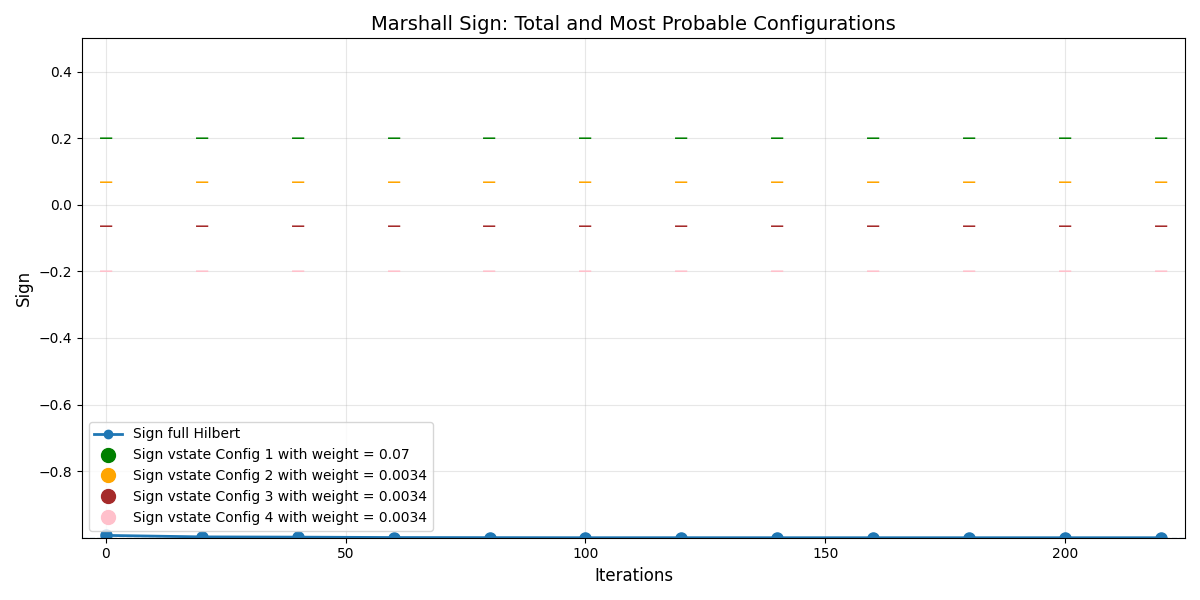 Marshall Sign: Total and Most Probable Configurations
0.4
0.2
0.0
−0.2
−0.4
−0.6
−0.8
Sign
Sign full Hilbert
Sign vstate Config 1 with weight = 0.07
Sign vstate Config 2 with weight = 0.0034
Sign vstate Config 3 with weight = 0.0034
Sign vstate Config 4 with weight = 0.0034
0 50 100 150 200
Iterations